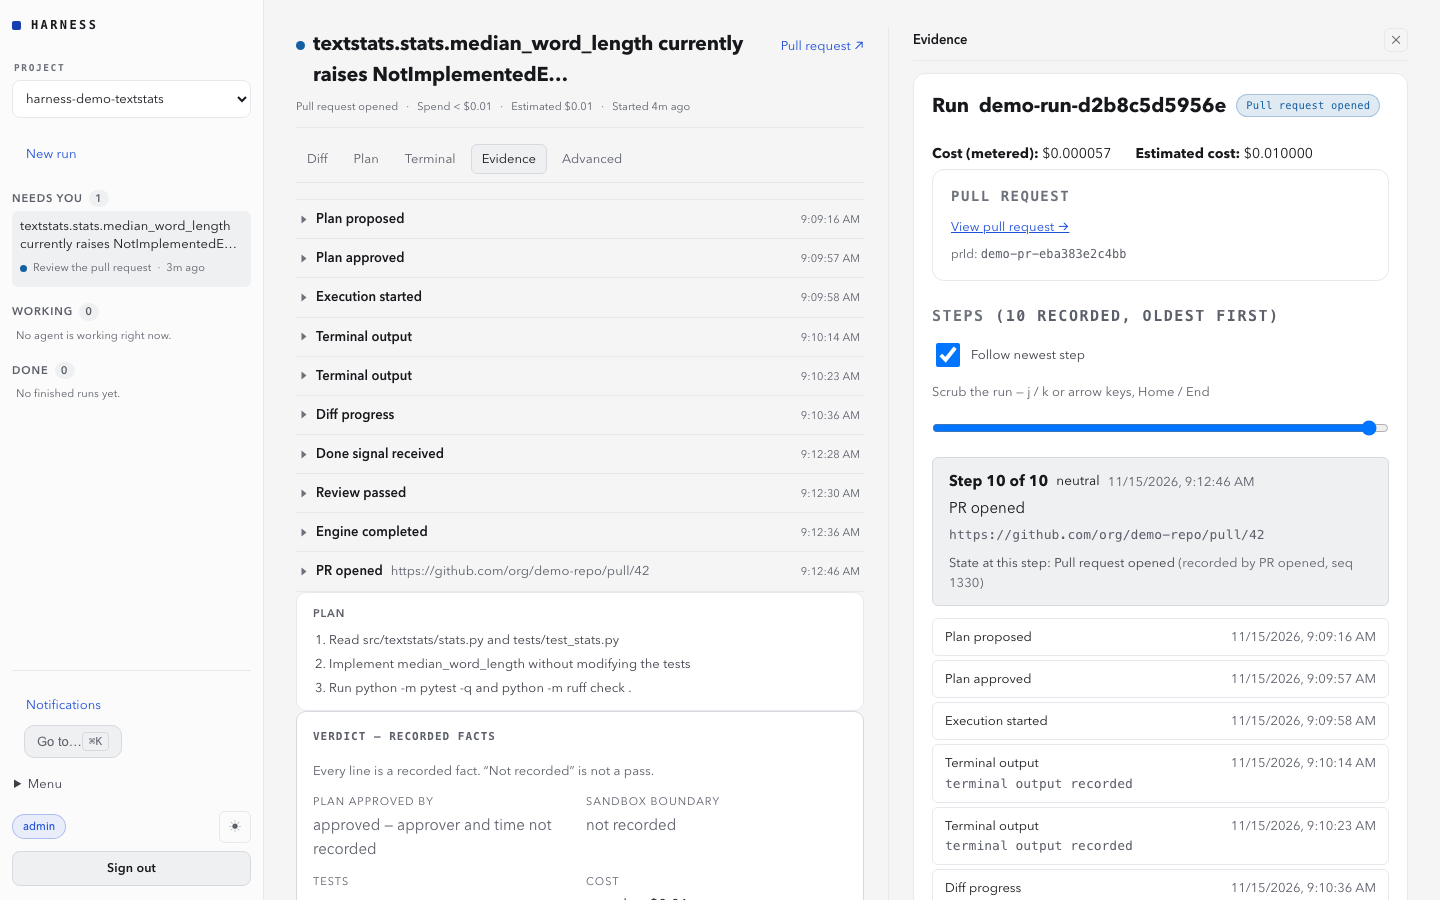 HARNESS
PROJECT
harness-demo-textstats
New run
NEEDS YOU 1
textstats.stats.median_word_length
currently raises NotImplementedE...
Review the pull request · 3m ago
WORKING 0
No agent is working right now.
DONE 0
No finished runs yet.
Notifications
Go to... ⌘K
Menu
admin
Sign out
textstats.stats.median_word_length currently
raises NotImplementedE...
Pull request ↗
Pull request opened · Spend < $0.01 · Estimated $0.01 · Started 4m ago
Diff Plan Terminal Evidence Advanced
Plan proposed 9:09:16 AM
Plan approved 9:09:57 AM
Execution started 9:09:58 AM
Terminal output 9:10:14 AM
Terminal output 9:10:23 AM
Diff progress 9:10:36 AM
Done signal received 9:12:28 AM
Review passed 9:12:30 AM
Engine completed 9:12:36 AM
PR opened https://github.com/org/demo-repo/pull/42 9:12:46 AM
PLAN
1. Read src/textstats/stats.py and tests/test_stats.py
2. Implement median_word_length without modifying the tests
3. Run python -m pytest -q and python -m ruff check .
VERDICT — RECORDED FACTS
Every line is a recorded fact. “Not recorded” is not a pass.
PLAN APPROVED BY
approved — approver and time not
recorded
SANDBOX BOUNDARY
not recorded
TESTS
COST
Evidence
Run demo-run-d2b8c5d5956e Pull request opened
Cost (metered): $0.000057 Estimated cost: $0.010000
PULL REQUEST
View pull request →
prId: demo-pr-eba383e2c4bb
STEPS (10 RECORDED, OLDEST FIRST)
Follow newest step
Scrub the run — j / k or arrow keys, Home / End
Step 10 of 10 neutral 11/15/2026, 9:12:46 AM
PR opened
https://github.com/org/demo-repo/pull/42
State at this step: Pull request opened (recorded by PR opened, seq
1330)
Plan proposed 11/15/2026, 9:09:16 AM
Plan approved 11/15/2026, 9:09:57 AM
Execution started 11/15/2026, 9:09:58 AM
Terminal output 11/15/2026, 9:10:14 AM
terminal output recorded
Terminal output 11/15/2026, 9:10:23 AM
terminal output recorded
Diff progress 11/15/2026, 9:10:36 AM